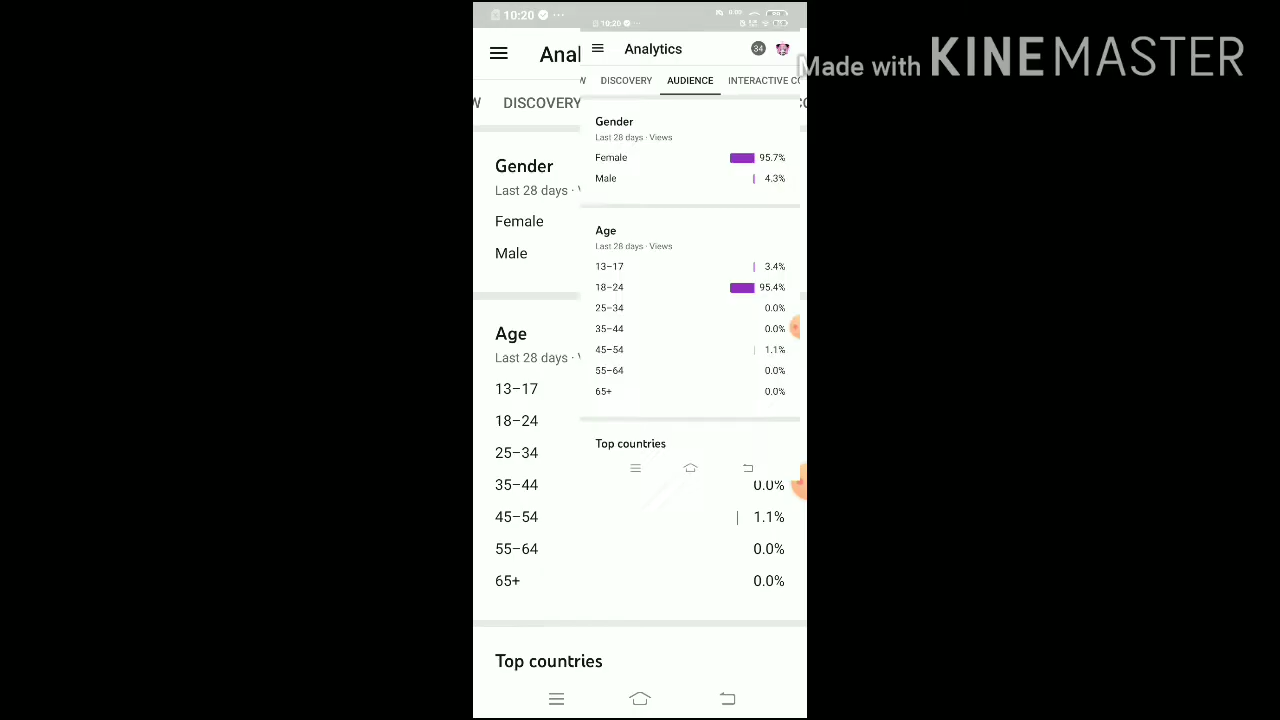 10:20
Anal
W DISCOVERY
Gender
Last 28 days ·
Female
Male
Age
Last 28 days ·
13–17
18–24
25–34
35–44 0.0%
45–54 1.1%
55–64 0.0%
65+ 0.0%
Top countries
10:20
Analytics 34
W DISCOVERY AUDIENCE INTERACTIVE CO
Gender
Last 28 days · Views
Female 95.7%
Male 4.3%
Age
Last 28 days · Views
13–17 3.4%
18–24 95.4%
25–34 0.0%
35–44 0.0%
45–54 1.1%
55–64 0.0%
65+ 0.0%
Top countries
Made with KINEMASTER